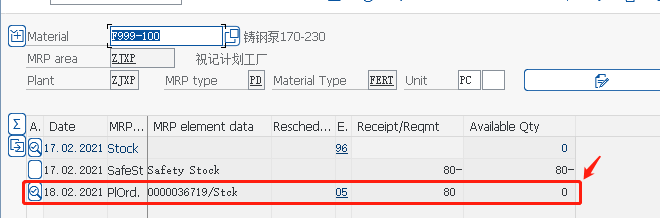 Material F999-100 铸钢泵170-230
MRP area ZJXP 祝记计划工厂
Plant ZJXP MRP type PD Material Type FERT Unit PC
A. Date MRP... MRP element data Resched... E. Receipt/Reqmt Available Qty
17.02.2021 Stock 96 0
17.02.2021 SafeSt Safety Stock 80- 80-
18.02.2021 PlOrd. 0000036719/Stck 05 80 0